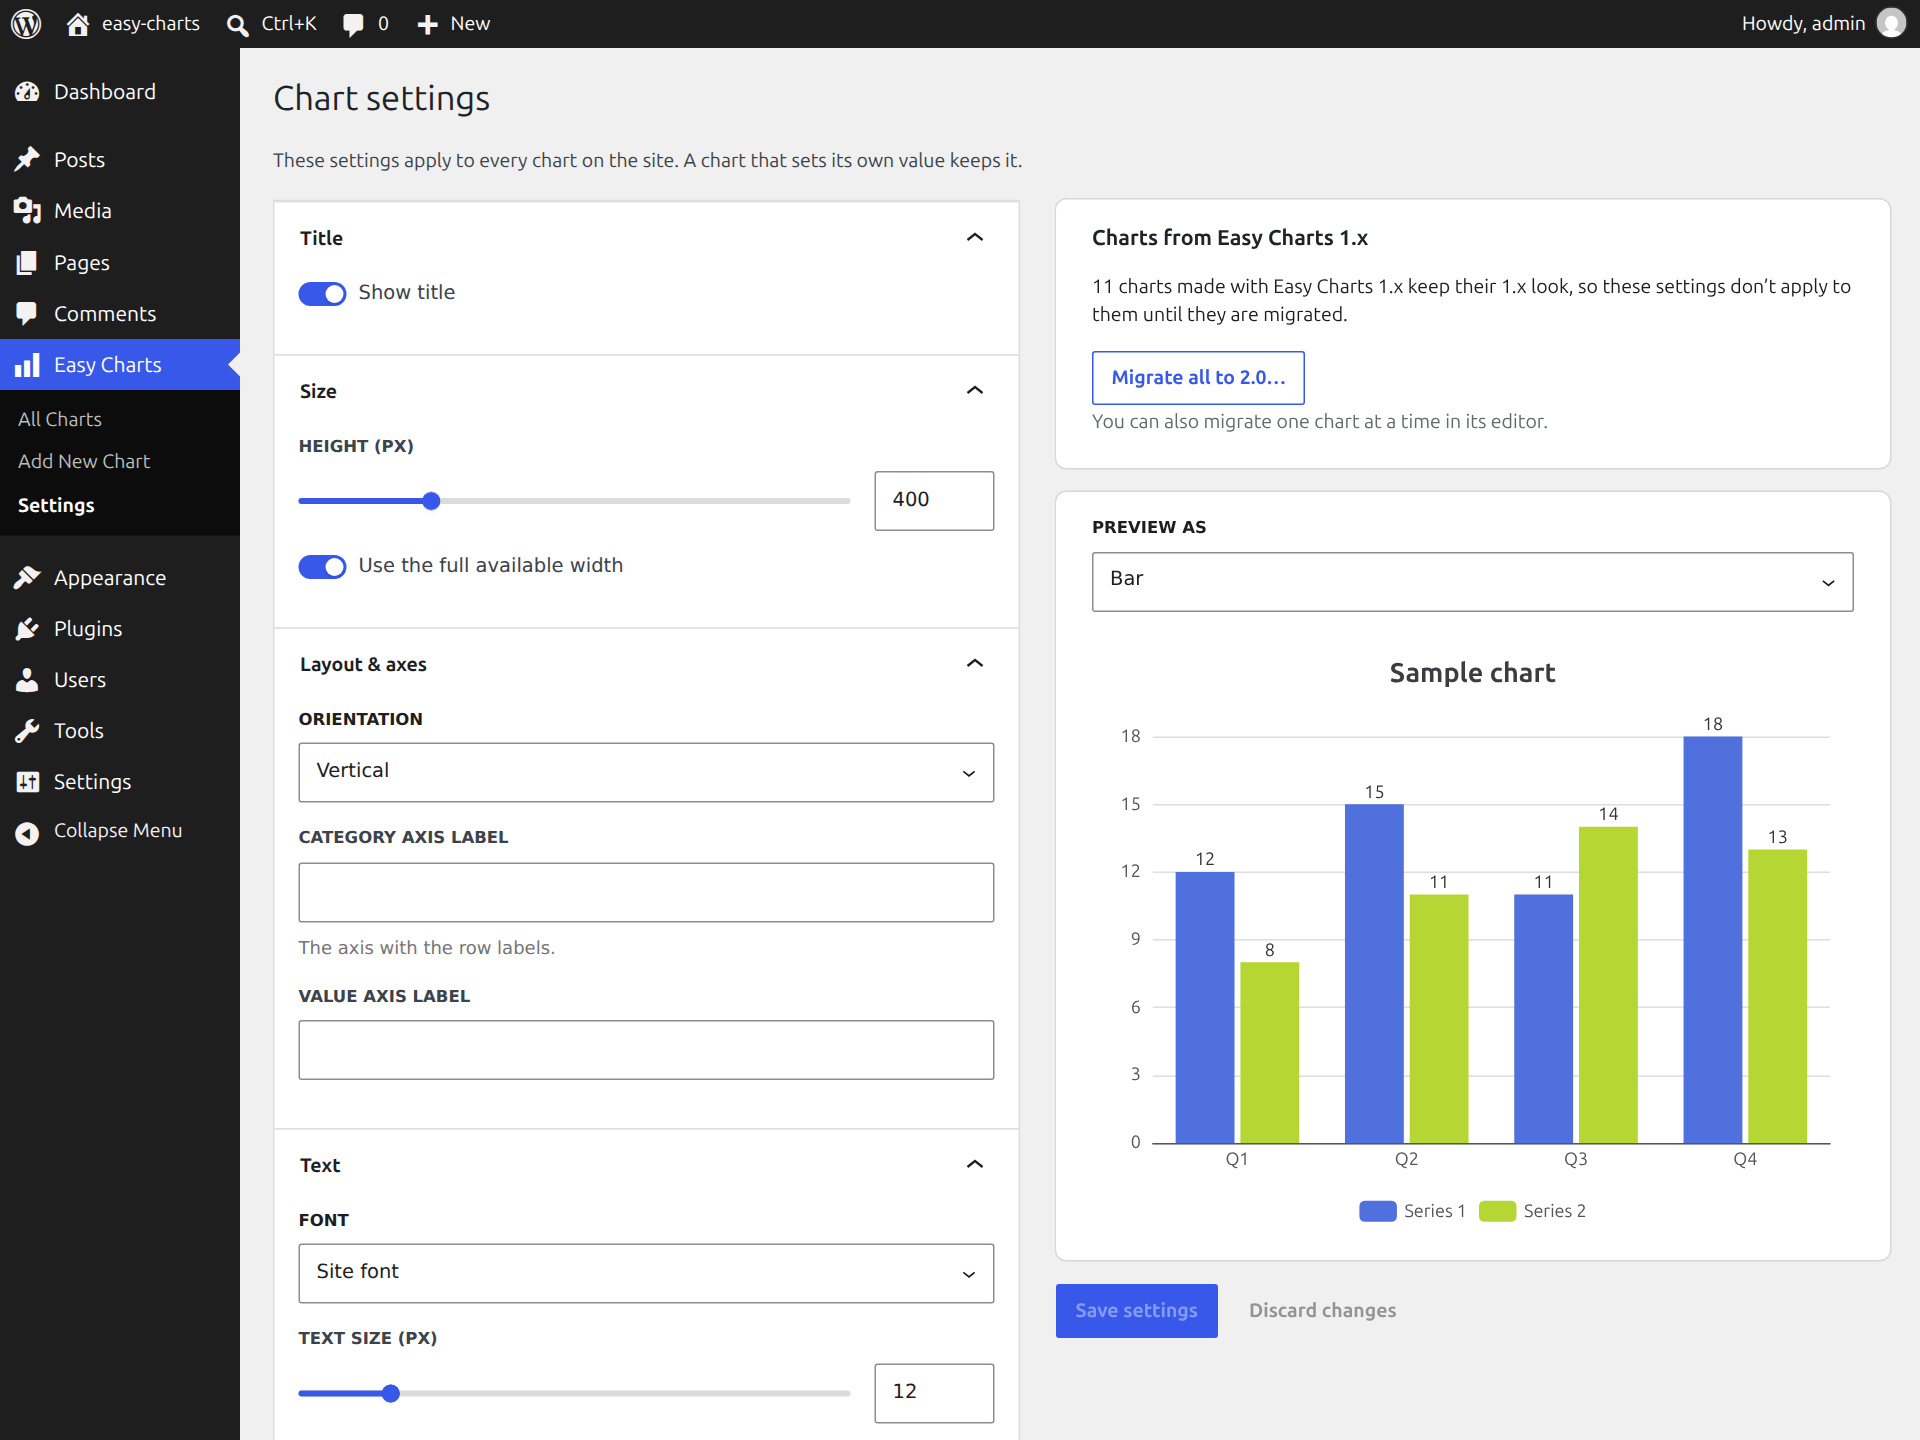 easy-charts
Ctrl+K
0
New
Howdy, admin
Dashboard
Posts
Media
Pages
Comments
Easy Charts
All Charts
Add New Chart
Settings
Appearance
Plugins
Users
Tools
Settings
Collapse Menu
Chart settings
These settings apply to every chart on the site. A chart that sets its own value keeps it.
Title
Show title
Size
HEIGHT (PX)
400
Use the full available width
Layout & axes
ORIENTATION
Vertical
CATEGORY AXIS LABEL
The axis with the row labels.
VALUE AXIS LABEL
Text
FONT
Site font
TEXT SIZE (PX)
12
Charts from Easy Charts 1.x
11 charts made with Easy Charts 1.x keep their 1.x look, so these settings don't apply to
them until they are migrated.
Migrate all to 2.0...
You can also migrate one chart at a time in its editor.
PREVIEW AS
Bar
Sample chart
18
15
12
9
6
3
0
12
8
15
11
11
14
18
13
Q1
Q2
Q3
Q4
Series 1
Series 2
Save settings
Discard changes